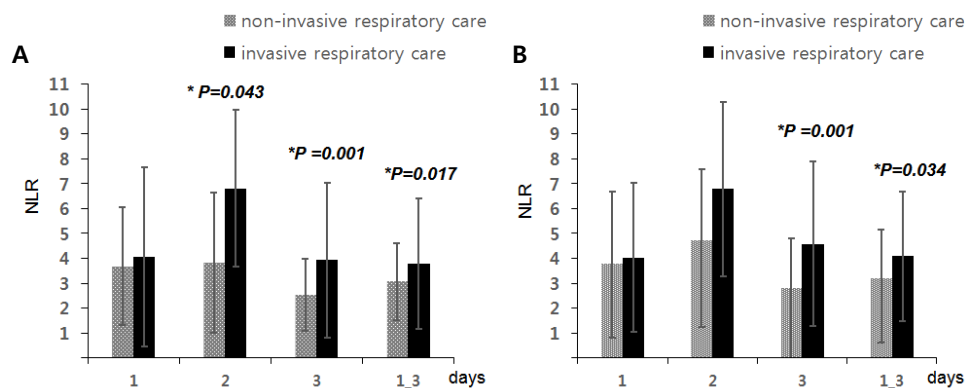 non-invasive respiratory care
invasive respiratory care
A
11
10
9
8
7
6
5
4
3
2
1
NLR
* P=0.043
*P =0.001
*P=0.017
1
2
3
1_3
days
non-invasive respiratory care
invasive respiratory care
B
11
10
9
8
7
6
5
4
3
2
1
NLR
*P =0.001
*P=0.034
1
2
3
1_3
days